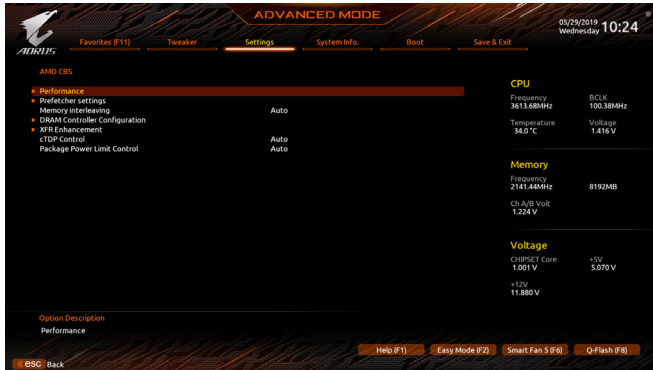 ADVANCED MODE
05/29/2019
Wednesday 10:24
AORUS
Favorites (F11) Tweaker Settings System Info. Boot Save & Exit
AMD CBS
Performance
Prefetcher settings
Memory interleaving Auto
DRAM Controller Configuration
XFR Enhancement
cTDP Control Auto
Package Power Limit Control Auto
CPU
Frequency BCLK
3613.68MHz 100.38MHz
Temperature Voltage
34.0 °C 1.416 V
Memory
Frequency
2141.44MHz 8192MB
Ch A/B Volt
1.224 V
Voltage
CHIPSET Core +5V
1.001 V 5.070 V
+12V
11.880 V
Option Description
Performance
Help (F1) Easy Mode (F2) Smart Fan 5 (F6) Q-Flash (F8)
esc Back